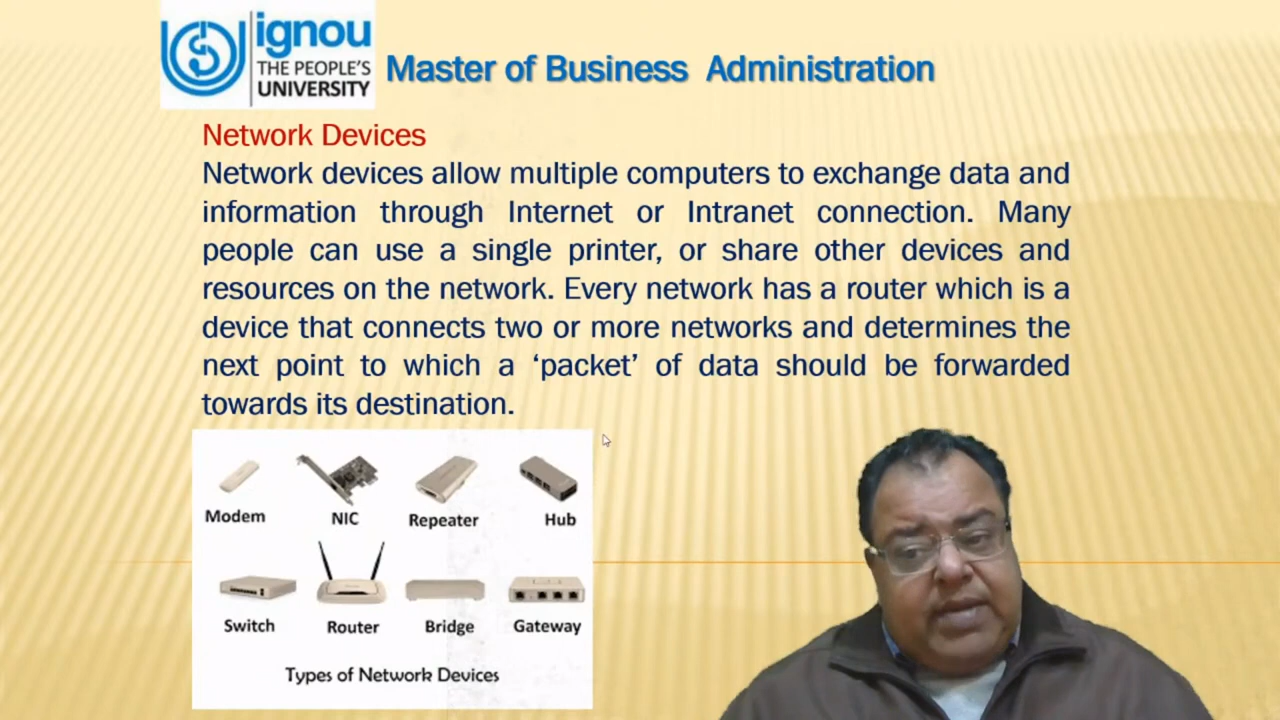 ignou
THE PEOPLE'S
UNIVERSITY
Master of Business Administration
Network Devices
Network devices allow multiple computers to exchange data and
information through Internet or Intranet connection. Many
people can use a single printer, or share other devices and
resources on the network. Every network has a router which is a
device that connects two or more networks and determines the
next point to which a ‘packet’ of data should be forwarded
towards its destination.
Modem NIC Repeater Hub
Switch Router Bridge Gateway
Types of Network Devices